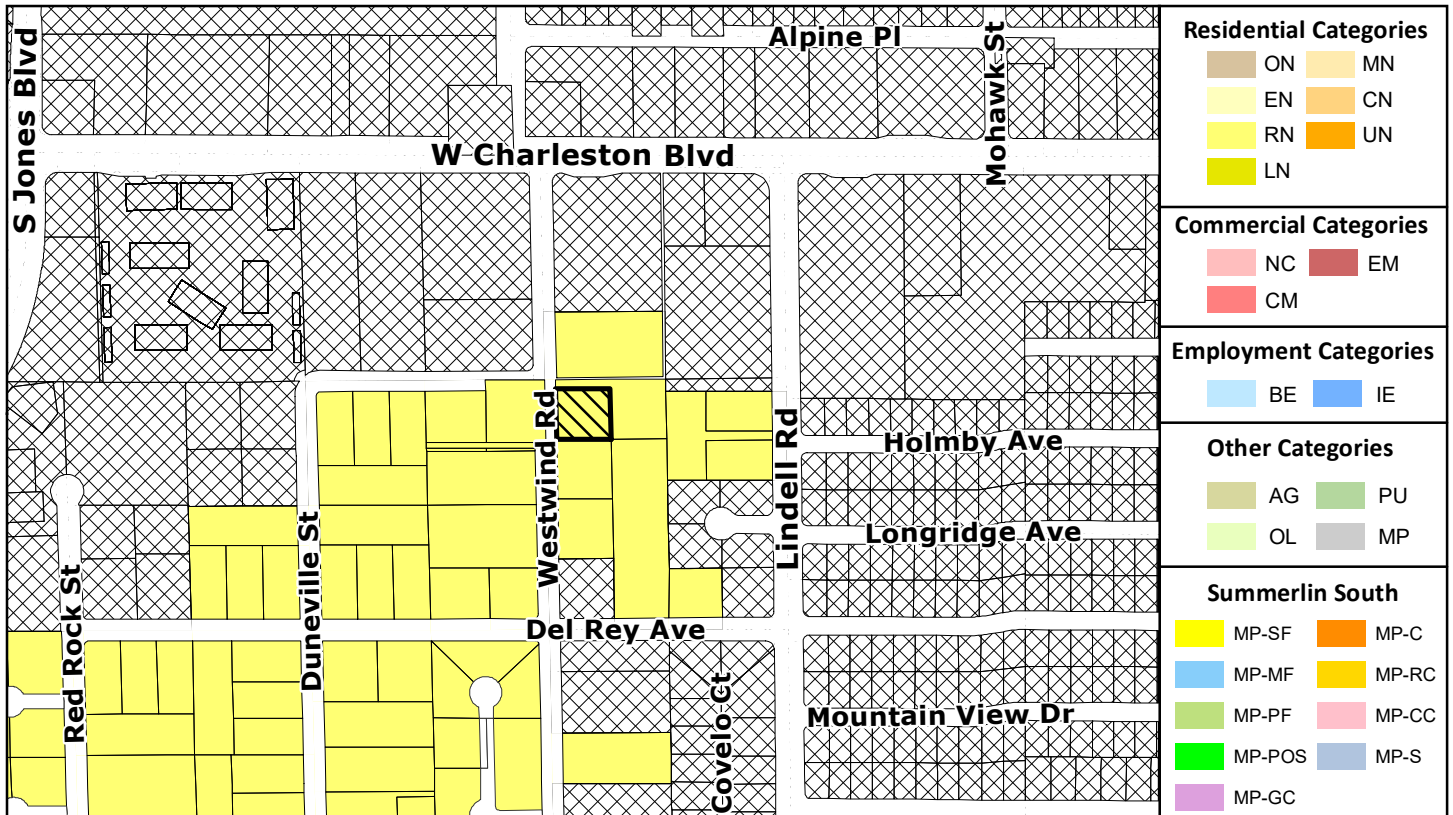 Alpine Pl
Mohawk St
S Jones Blvd
W Charleston Blvd
Westwind Rd
Lindell Rd
Holmby Ave
Longridge Ave
Duneville St
Red Rock St
Del Rey Ave
Covelo Ct
Mountain View Dr
Residential Categories
ON MN
EN CN
RN UN
LN
Commercial Categories
NC EM
CM
Employment Categories
BE IE
Other Categories
AG PU
OL MP
Summerlin South
MP-SF MP-C
MP-MF MP-RC
MP-PF MP-CC
MP-POS MP-S
MP-GC